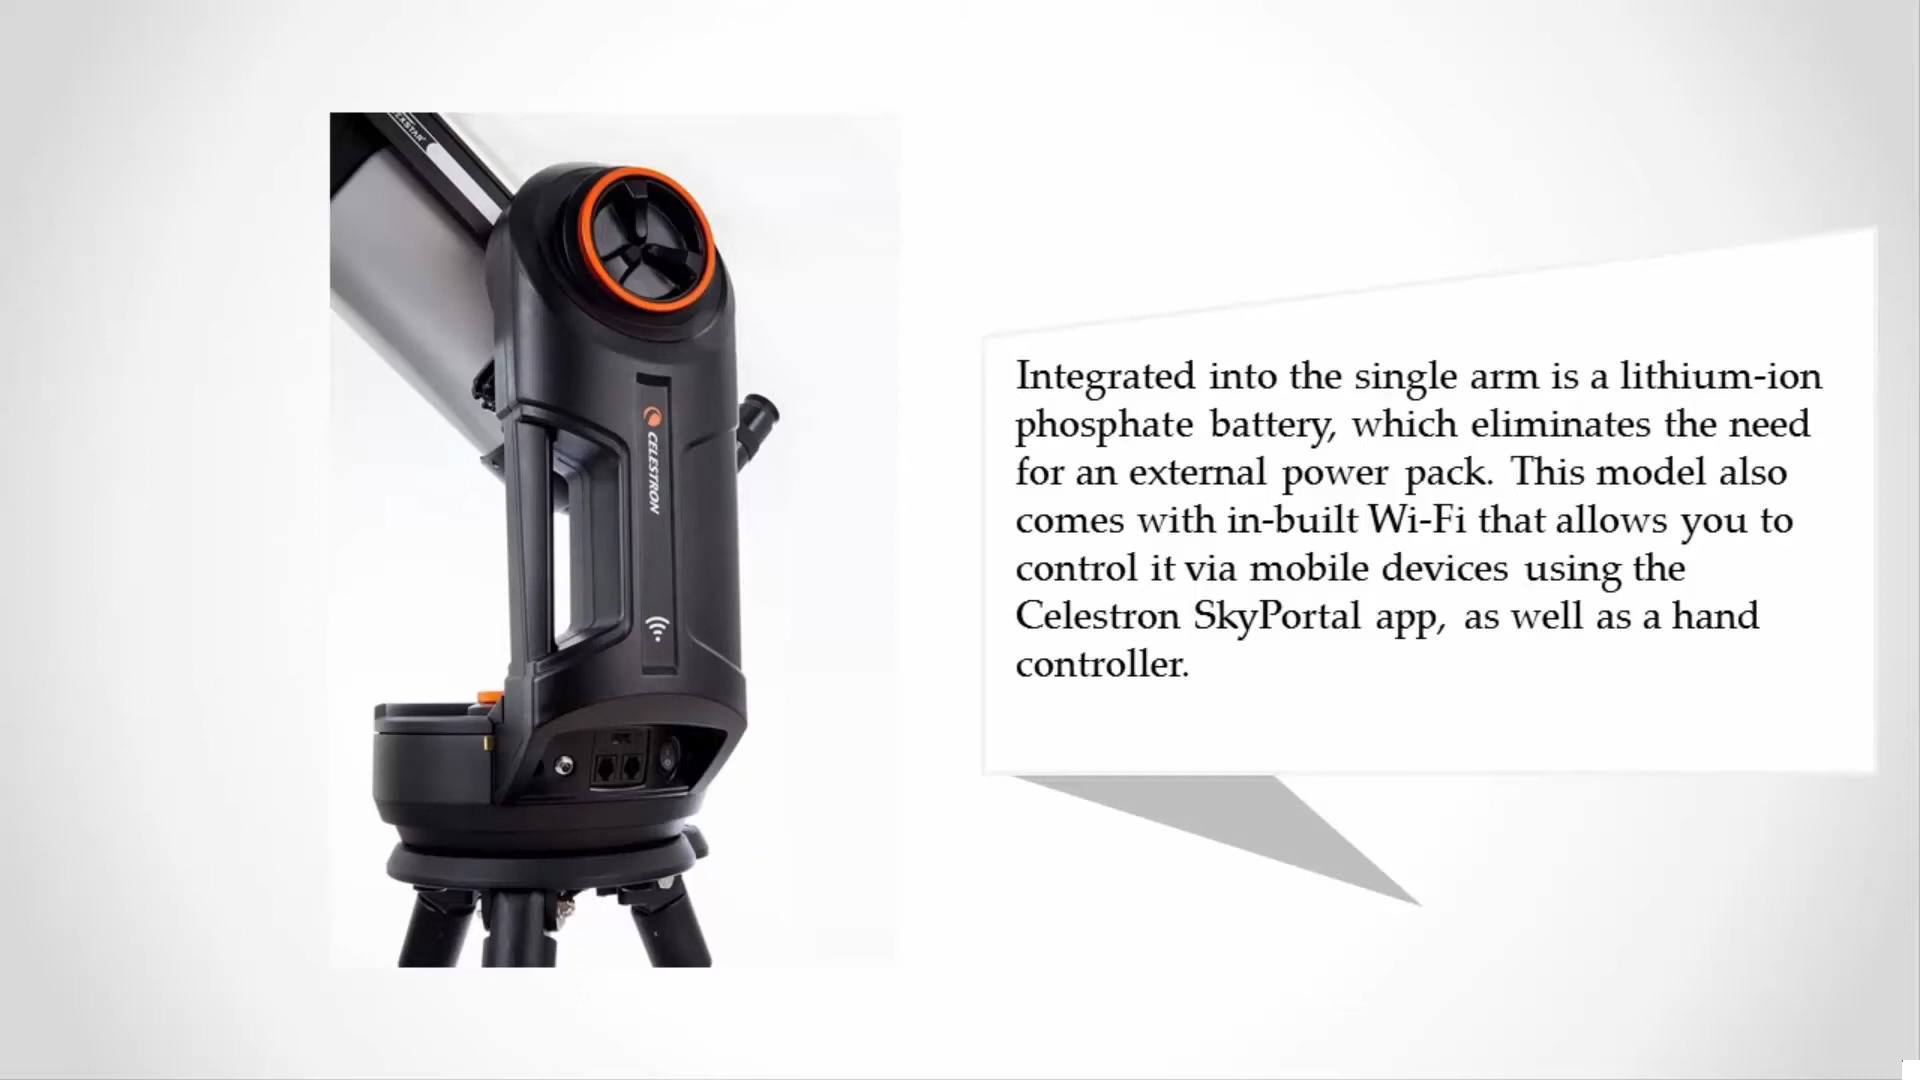 EXSTAR
CELESTRON
Integrated into the single arm is a lithium-ion
phosphate battery, which eliminates the need
for an external power pack. This model also
comes with in-built Wi-Fi that allows you to
control it via mobile devices using the
Celestron SkyPortal app, as well as a hand
controller.